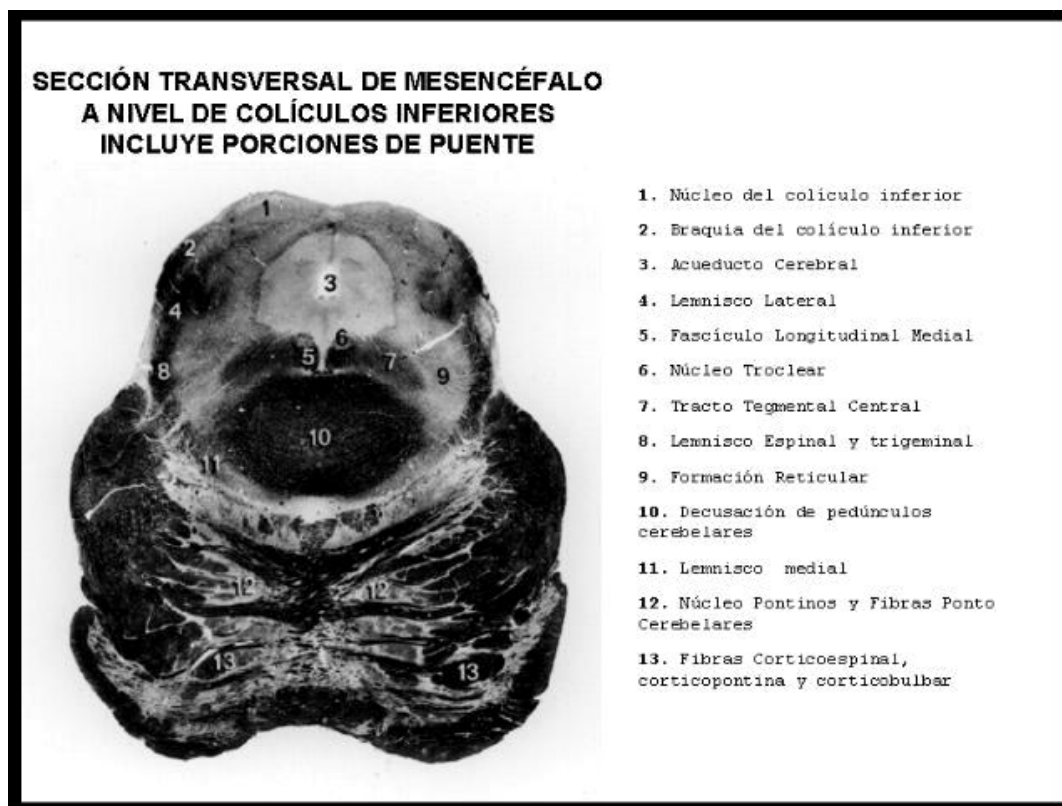 SECCIÓN TRANSVERSAL DE MESENCÉFALO
A NIVEL DE COLÍCULOS INFERIORES
INCLUYE PORCIONES DE PUENTE
1. Núcleo del colículo inferior
2. Braquia del colículo inferior
3. Acueducto Cerebral
4. Lemnisco Lateral
5. Fascículo Longitudinal Medial
6. Núcleo Troclear
7. Tracto Tegmental Central
8. Lemnisco Espinal y trigeminal
9. Formación Reticular
10. Decusación de pedúnculos
cerebelares
11. Lemnisco medial
12. Núcleo Pontinos y Fibras Ponto
Cerebelares
13. Fibras Corticoespinal,
corticopontina y corticobulbar
1
2
3
4
5
6
7
8
9
10
11
12
12
13
13